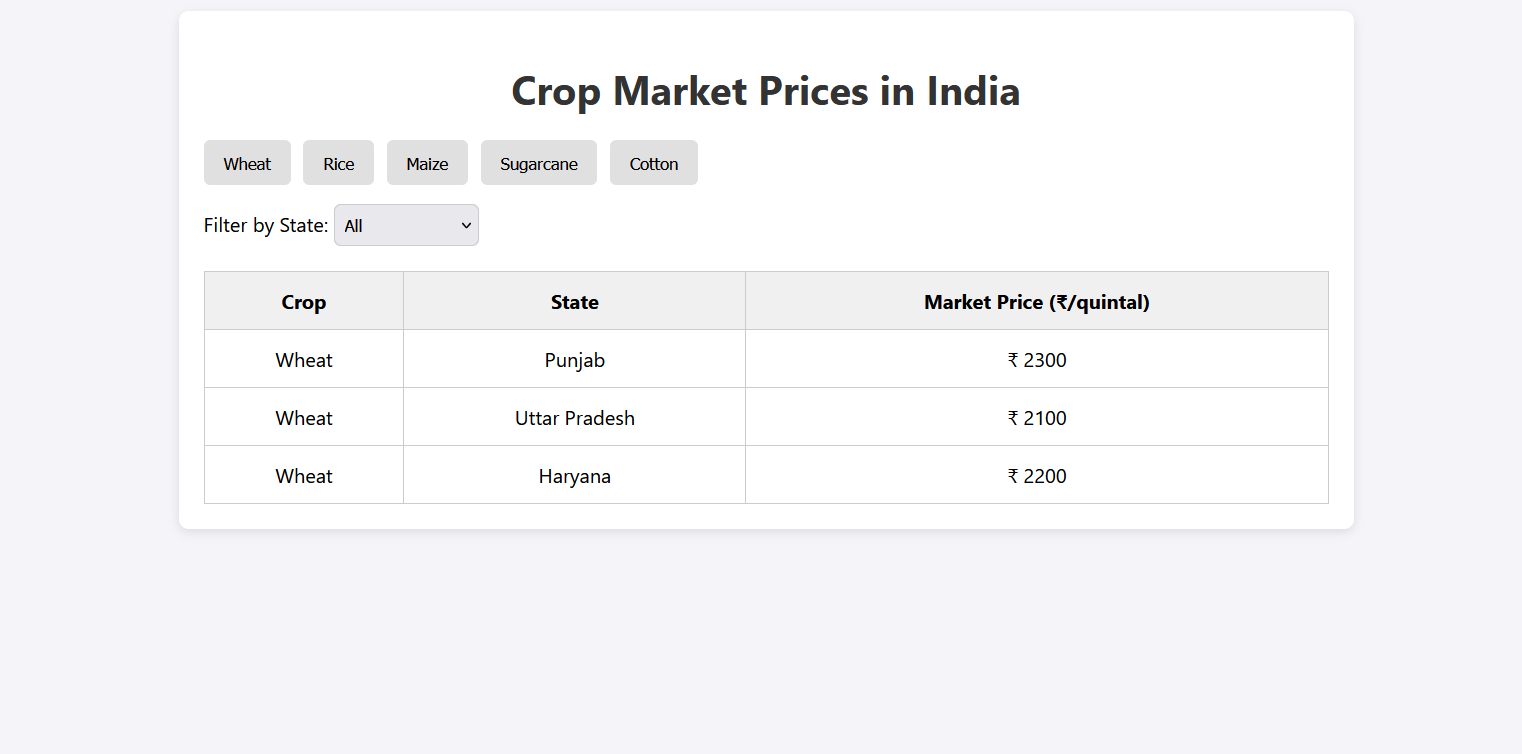 Crop Market Prices in India
Wheat Rice Maize Sugarcane Cotton
Filter by State: All
Crop State Market Price (₹/quintal)
Wheat Punjab ₹ 2300
Wheat Uttar Pradesh ₹ 2100
Wheat Haryana ₹ 2200